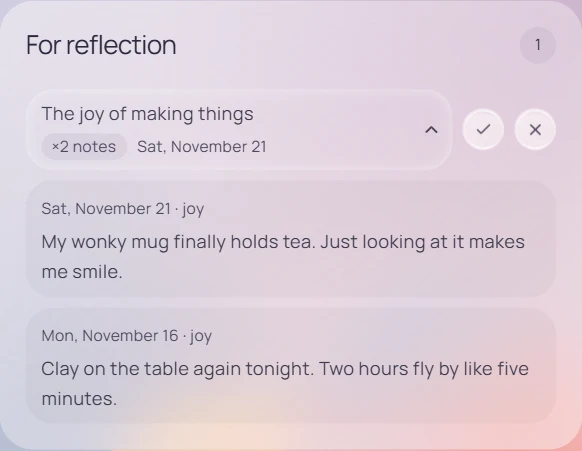 For reflection
1
The joy of making things
×2 notes Sat, November 21
Sat, November 21 · joy
My wonky mug finally holds tea. Just looking at it makes
me smile.
Mon, November 16 · joy
Clay on the table again tonight. Two hours fly by like five
minutes.